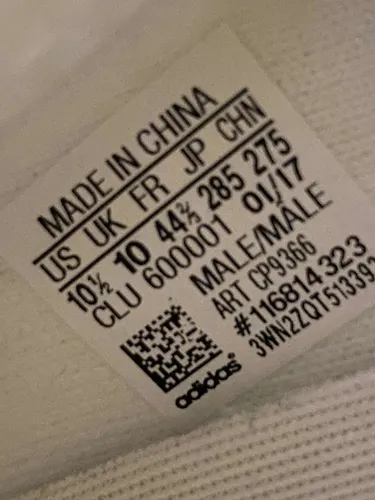 MADE IN CHINA
US UK FR JP CHN
10½ 10 44⅔ 285 275
CLU 600001 01/17
MALE/MÂLE
ART CP9366
#116814323
3WN2ZQT513393
adidas